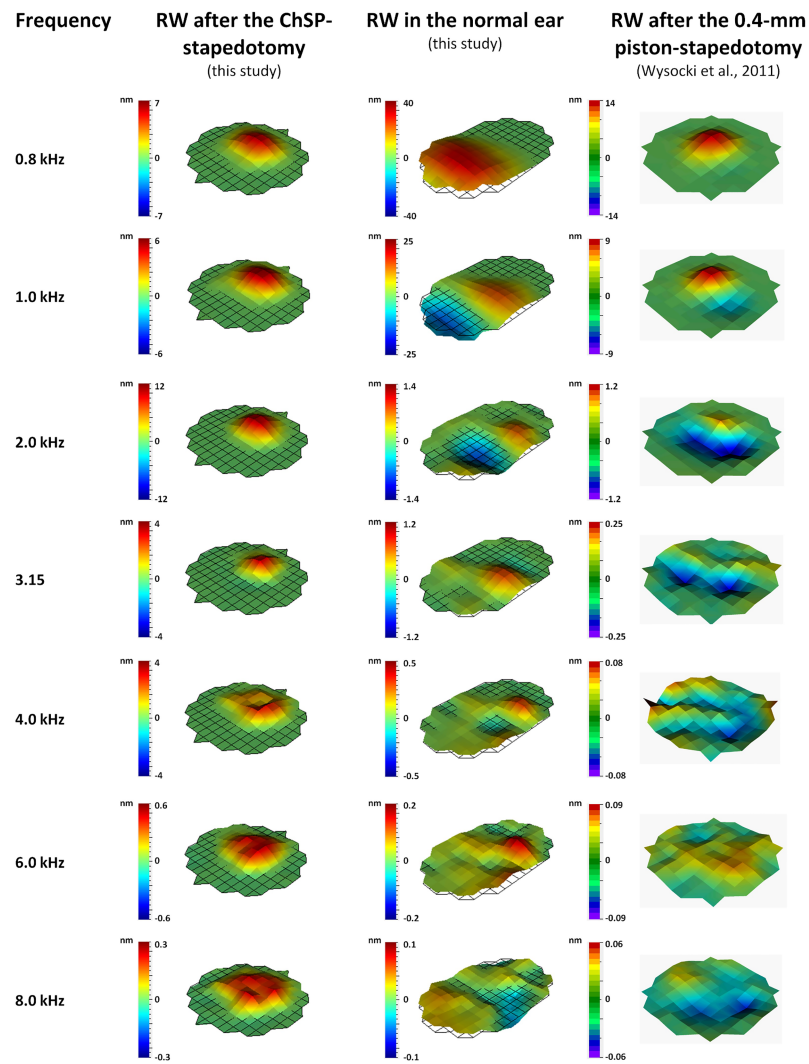 Frequency
RW after the ChSP-
stapedotomy
(this study)
RW in the normal ear
(this study)
RW after the 0.4-mm
piston-stapedotomy
(Wysocki et al., 2011)
0.8 kHz
nm 7
0
-7
nm 40
0
-40
nm 14
0
-14
1.0 kHz
nm 6
0
-6
nm 25
0
-25
nm 9
0
-9
2.0 kHz
nm 12
0
-12
nm 1.4
0
-1.4
nm 1.2
0
-1.2
3.15
nm 4
0
-4
nm 1.2
0
-1.2
nm 0.25
0
-0.25
4.0 kHz
nm 4
0
-4
nm 0.5
0
-0.5
nm 0.08
0
-0.08
6.0 kHz
nm 0.6
0
-0.6
nm 0.2
0
-0.2
nm 0.09
0
-0.09
8.0 kHz
nm 0.3
0
-0.3
nm 0.1
0
-0.1
nm 0.06
0
-0.06